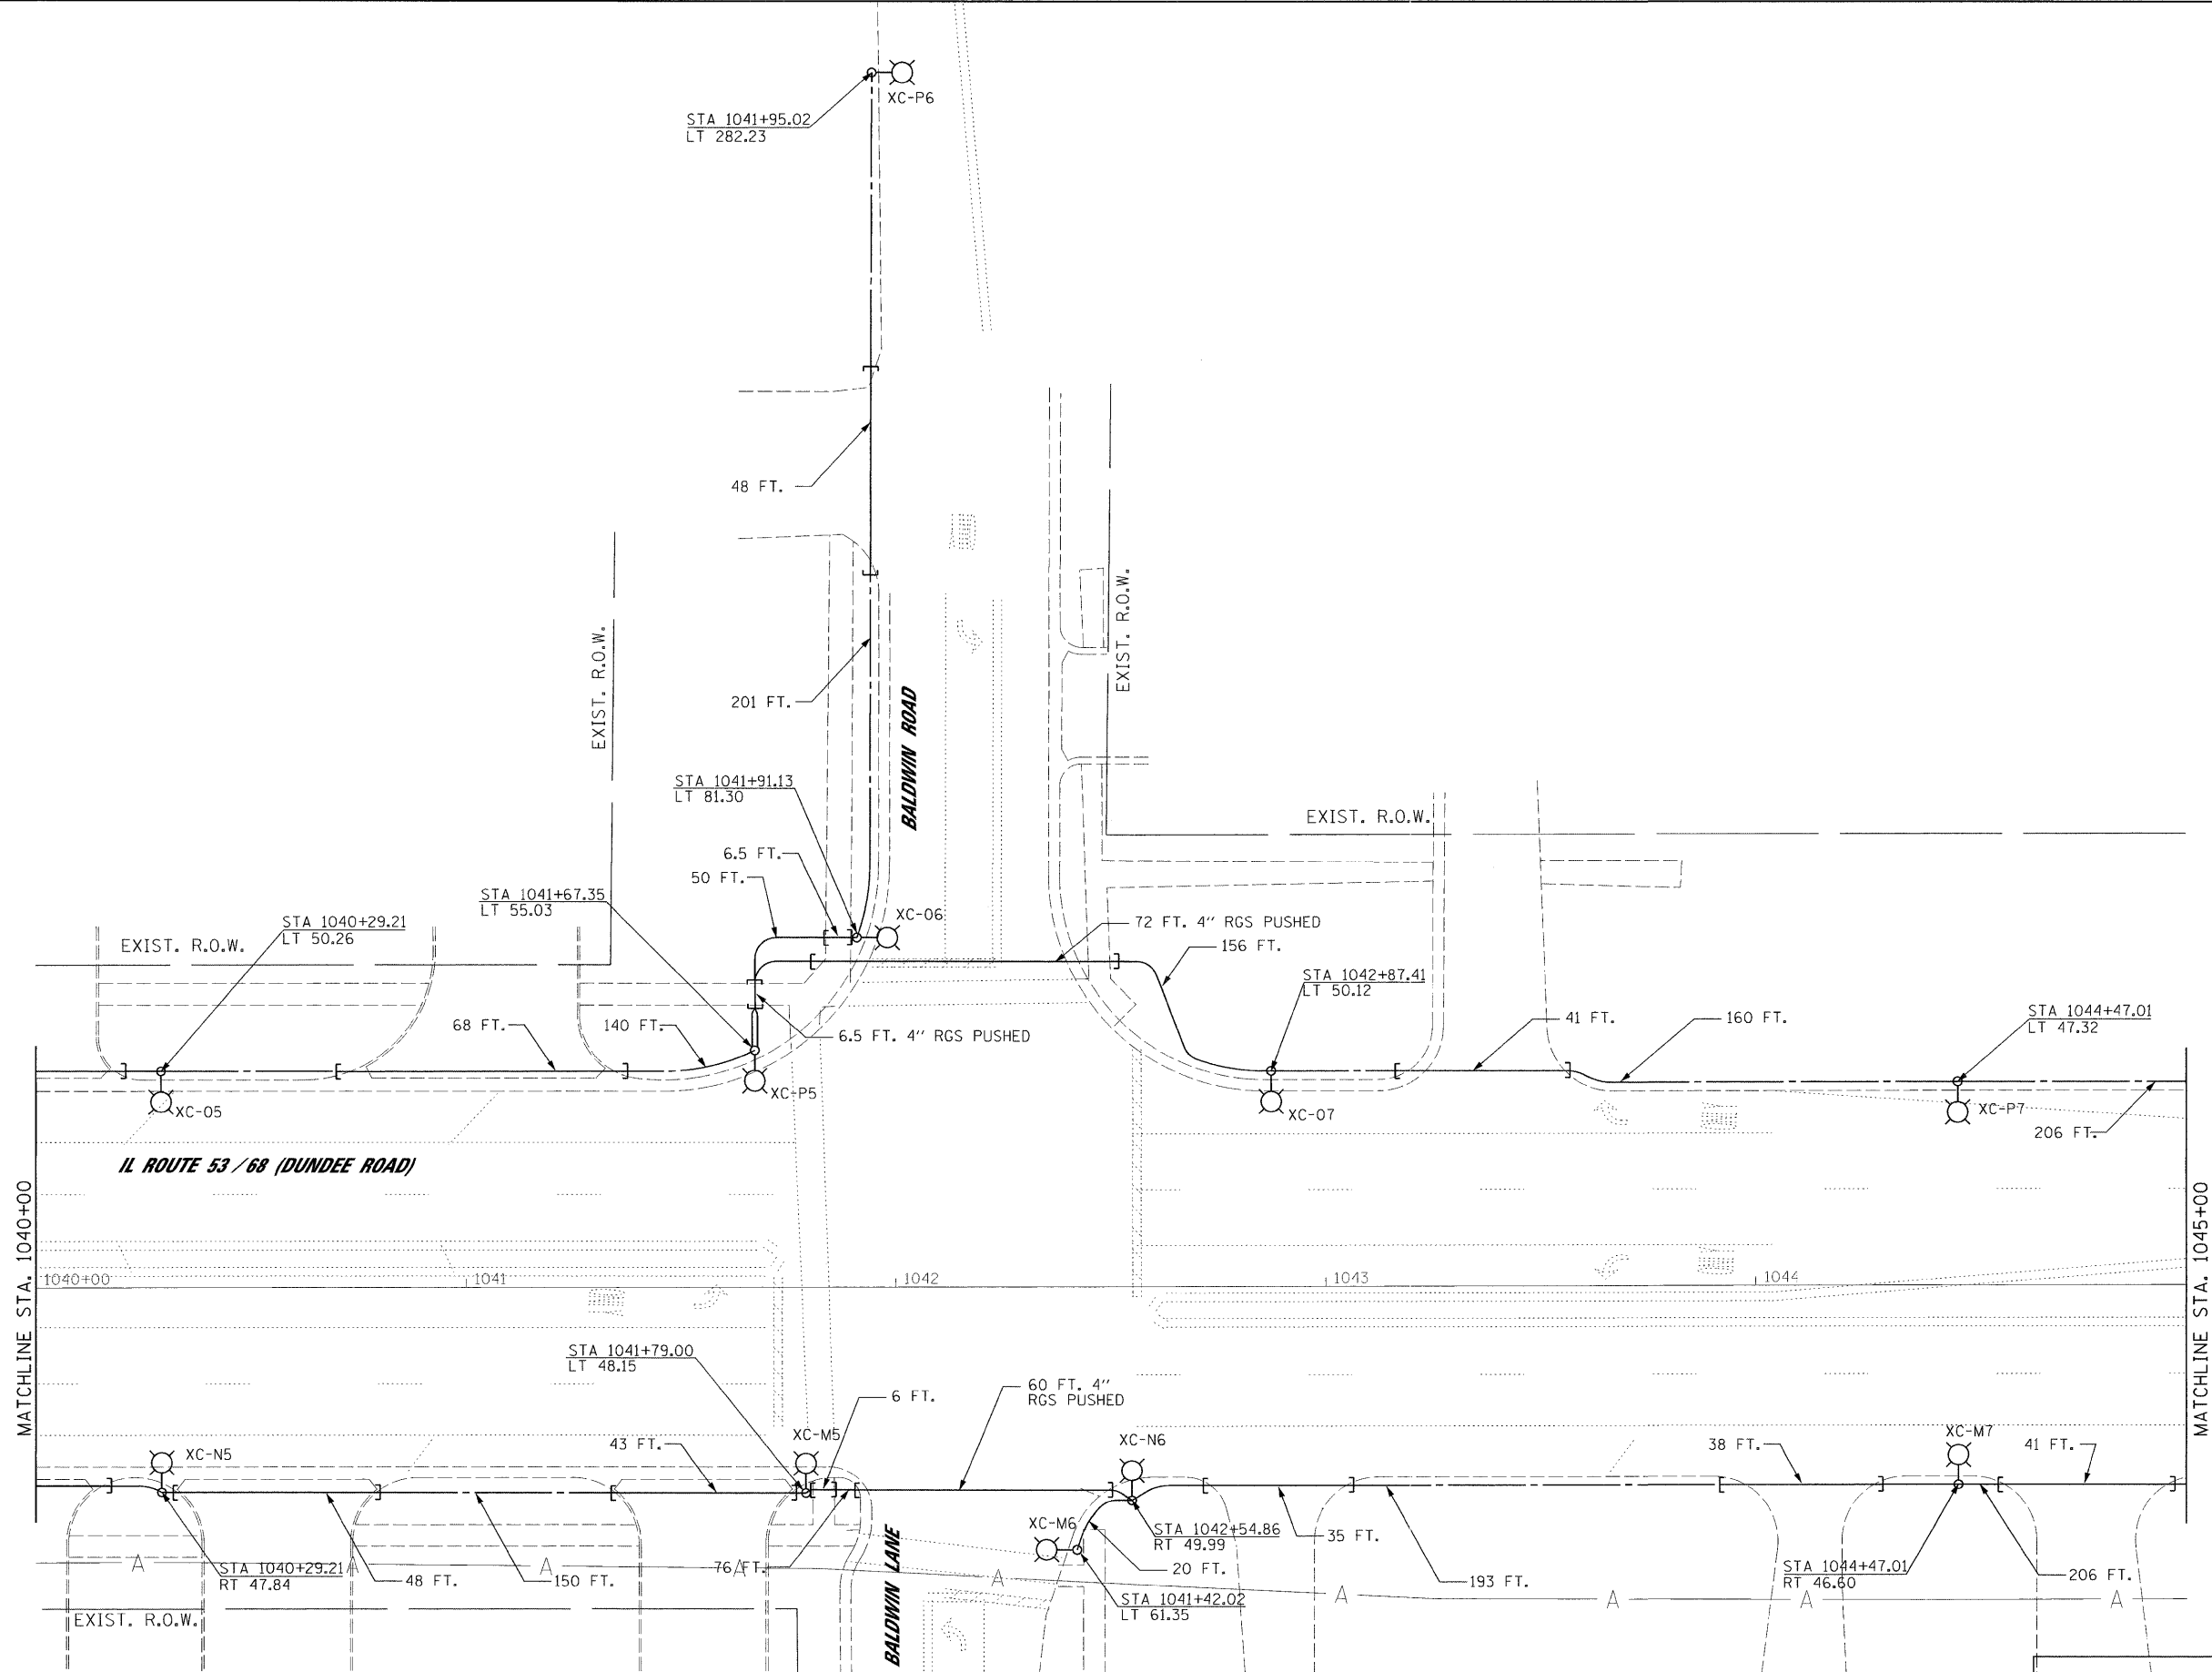 XC-P6
STA 1041+95.02
LT 282.23
48 FT.
EXIST. R.O.W.
EXIST. R.O.W.
201 FT.
BALDWIN ROAD
STA 1041+91.13
LT 81.30
EXIST. R.O.W.
6.5 FT.
50 FT.
STA 1041+67.35
LT 55.03
XC-06
STA 1040+29.21
LT 50.26
EXIST. R.O.W.
72 FT. 4'' RGS PUSHED
156 FT.
STA 1042+87.41
LT 50.12
68 FT.
140 FT.
6.5 FT. 4'' RGS PUSHED
41 FT.
160 FT.
STA 1044+47.01
LT 47.32
XC-05
XC-P5
XC-07
XC-P7
206 FT.
IL ROUTE 53 / 68 (DUNDEE ROAD)
MATCHLINE STA. 1040+00
MATCHLINE STA. 1045+00
1040+00
1041
1042
1043
1044
STA 1041+79.00
LT 48.15
6 FT.
60 FT. 4''
RGS PUSHED
XC-N5
43 FT.
XC-M5
XC-N6
38 FT.
XC-M7
41 FT.
XC-M6
STA 1042+54.86
RT 49.99
35 FT.
STA 1040+29.21
RT 47.84
48 FT.
150 FT.
76 FT.
20 FT.
193 FT.
STA 1044+47.01
RT 46.60
206 FT.
A A A A A A A A
STA 1041+42.02
LT 61.35
EXIST. R.O.W.
BALDWIN LANE